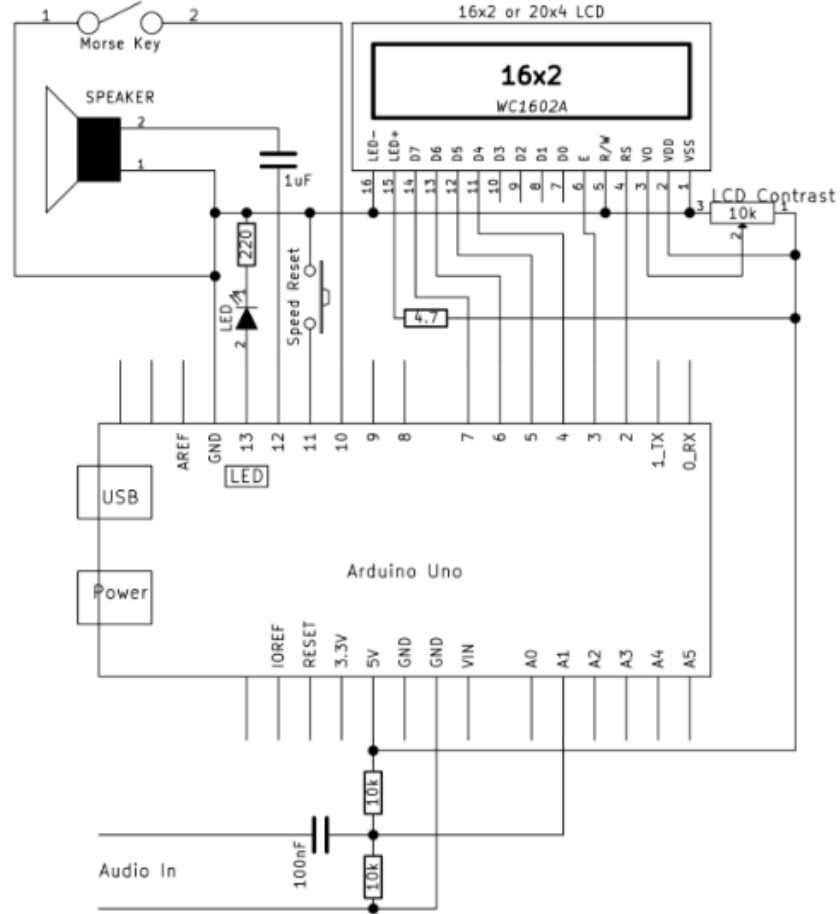 16x2 or 20x4 LCD
1 2
Morse Key
16x2
WC1602A
SPEAKER
2
1
1uF
LED- LED+ D7 D6 D5 D4 D3 D2 D1 D0 E R/W RS VO VDD VSS
16 15 14 13 12 11 10 9 8 7 6 5 4 3 2 1
LCD Contrast
3 10k 1
2
220
Speed Reset
LED
1
2
4.7
AREF GND 13 12 11 10 9 8 7 6 5 4 3 2 1_TX 0_RX
LED
USB
Arduino Uno
Power
IOREF RESET 3.3V 5V GND GND VIN A0 A1 A2 A3 A4 A5
10k
100nF
Audio In
10k